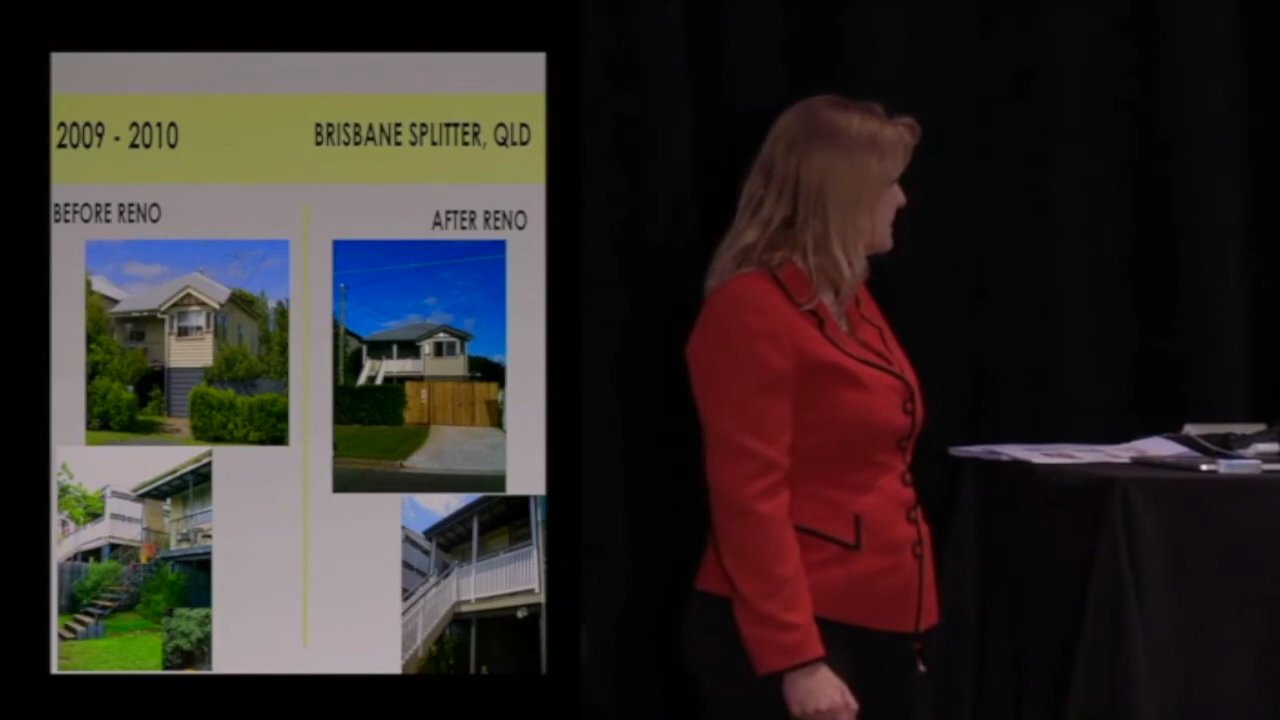 2009 - 2010
BRISBANE SPLITTER, QLD
BEFORE RENO
AFTER RENO